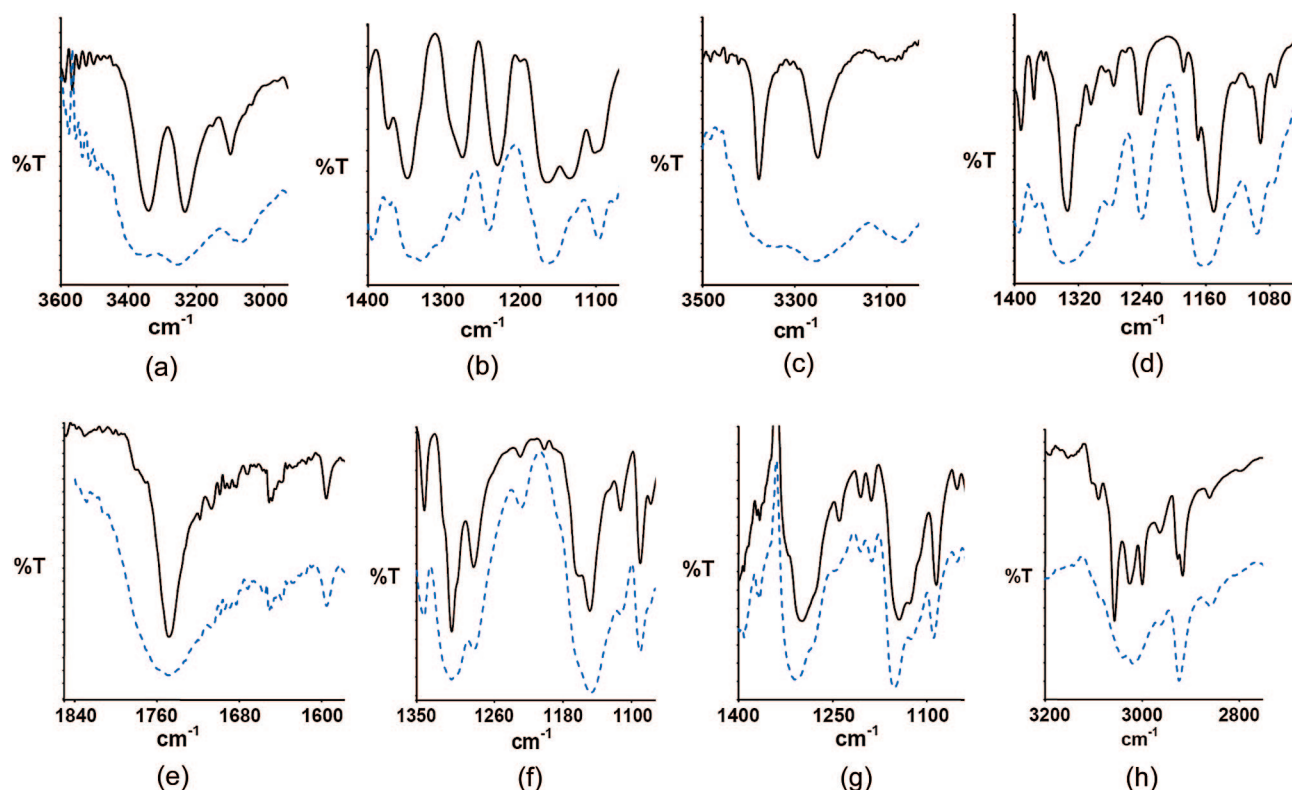 %T
3600 3400 3200 3000
cm-1
(a)
%T
1400 1300 1200 1100
cm-1
(b)
%T
3500 3300 3100
cm-1
(c)
%T
1400 1320 1240 1160 1080
cm-1
(d)
%T
1840 1760 1680 1600
cm-1
(e)
%T
1350 1260 1180 1100
cm-1
(f)
%T
1400 1250 1100
cm-1
(g)
%T
3200 3000 2800
cm-1
(h)